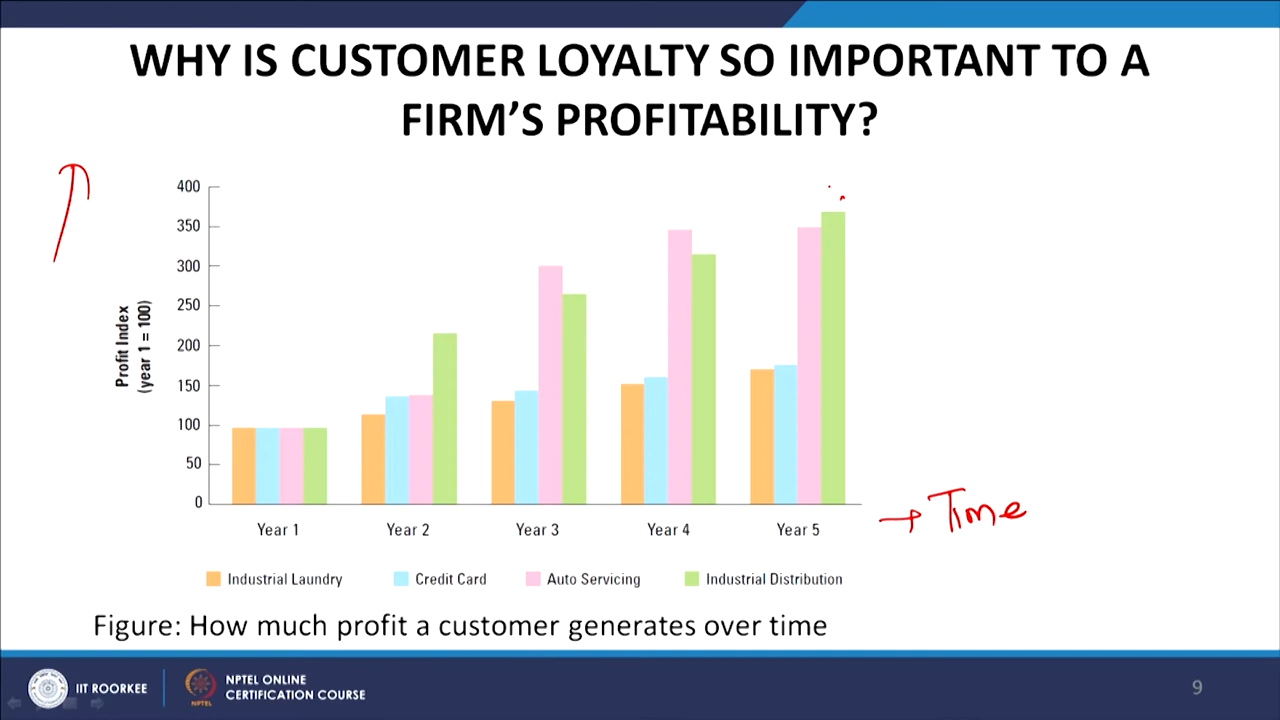 WHY IS CUSTOMER LOYALTY SO IMPORTANT TO A
FIRM'S PROFITABILITY?
400
350
300
250
200
150
100
50
0
Profit Index
(year 1 = 100)
Year 1
Year 2
Year 3
Year 4
Year 5
Time
Industrial Laundry
Credit Card
Auto Servicing
Industrial Distribution
Figure: How much profit a customer generates over time
IIT ROORKEE
NPTEL
NPTEL ONLINE
CERTIFICATION COURSE
9